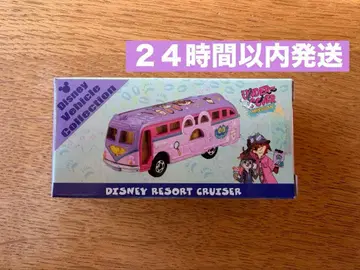 ２４時間以内発送
Disney
Vehicle
Collection
DISNEY RESORT CRUISER